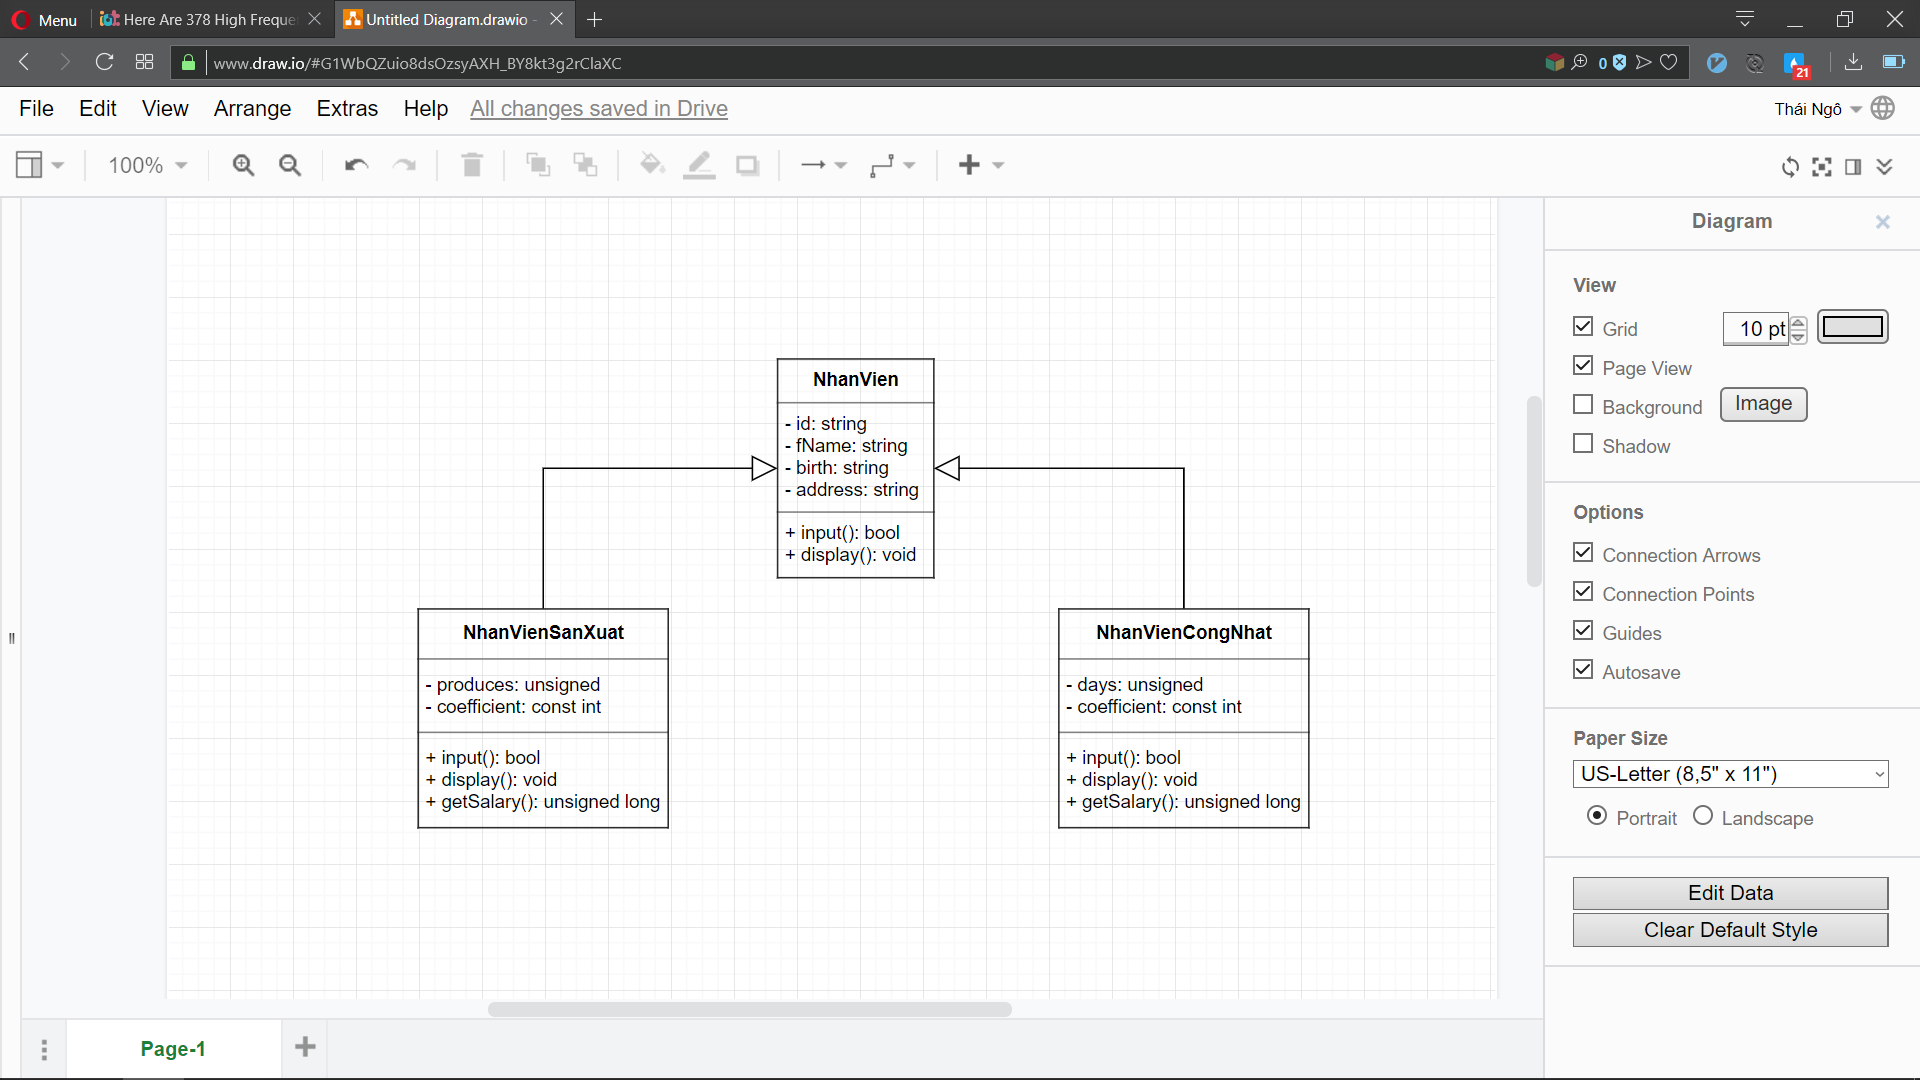 Menu
Here Are 378 High Freque
Untitled Diagram.drawio -
www.draw.io/#G1WbQZuio8dsOzsyAXH_BY8kt3g2rClaXC
0
21
File Edit View Arrange Extras Help All changes saved in Drive
Thái Ngô
100%
Diagram
View
Grid
10 pt
Page View
Background
Image
Shadow
Options
Connection Arrows
Connection Points
Guides
Autosave
Paper Size
US-Letter (8,5" x 11")
Portrait
Landscape
Edit Data
Clear Default Style
NhanVien
- id: string
- fName: string
- birth: string
- address: string
+ input(): bool
+ display(): void
NhanVienSanXuat
- produces: unsigned
- coefficient: const int
+ input(): bool
+ display(): void
+ getSalary(): unsigned long
NhanVienCongNhat
- days: unsigned
- coefficient: const int
+ input(): bool
+ display(): void
+ getSalary(): unsigned long
Page-1